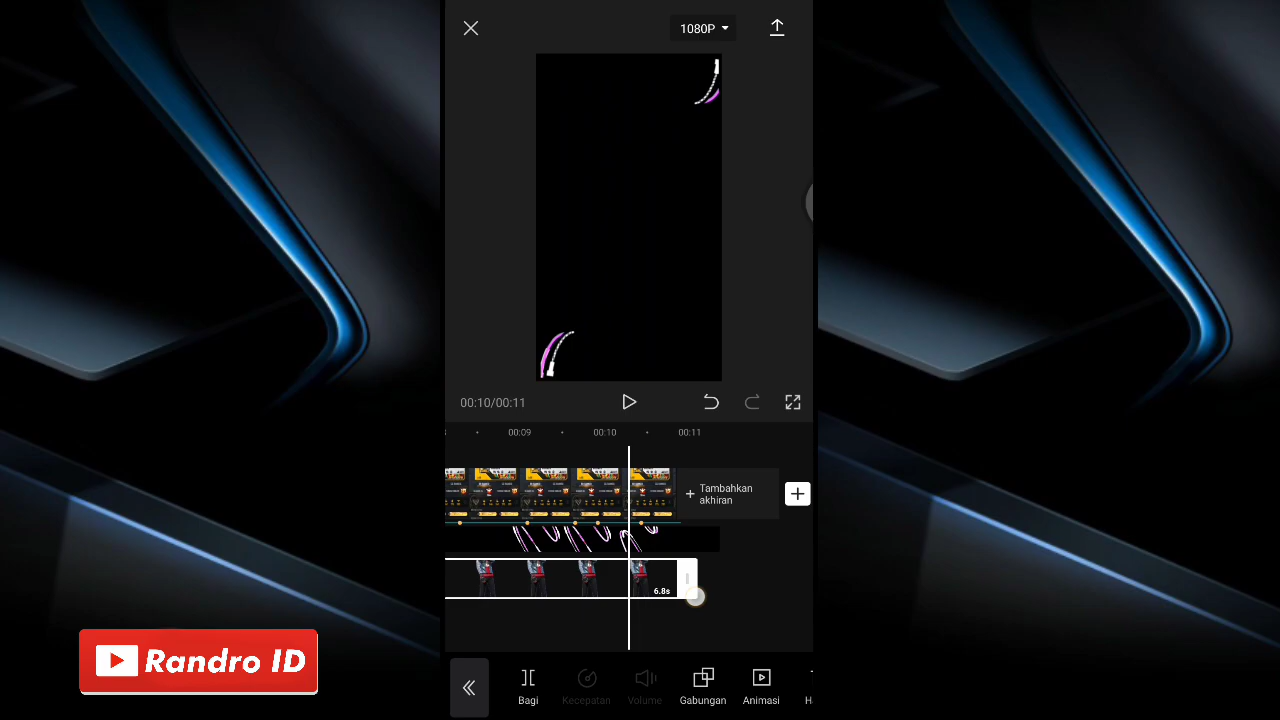 1080P
00:10/00:11
00:09
00:10
00:11
+ Tambahkan
akhiran
6.8s
Randro ID
Bagi
Kecepatan
Volume
Gabungan
Animasi
H